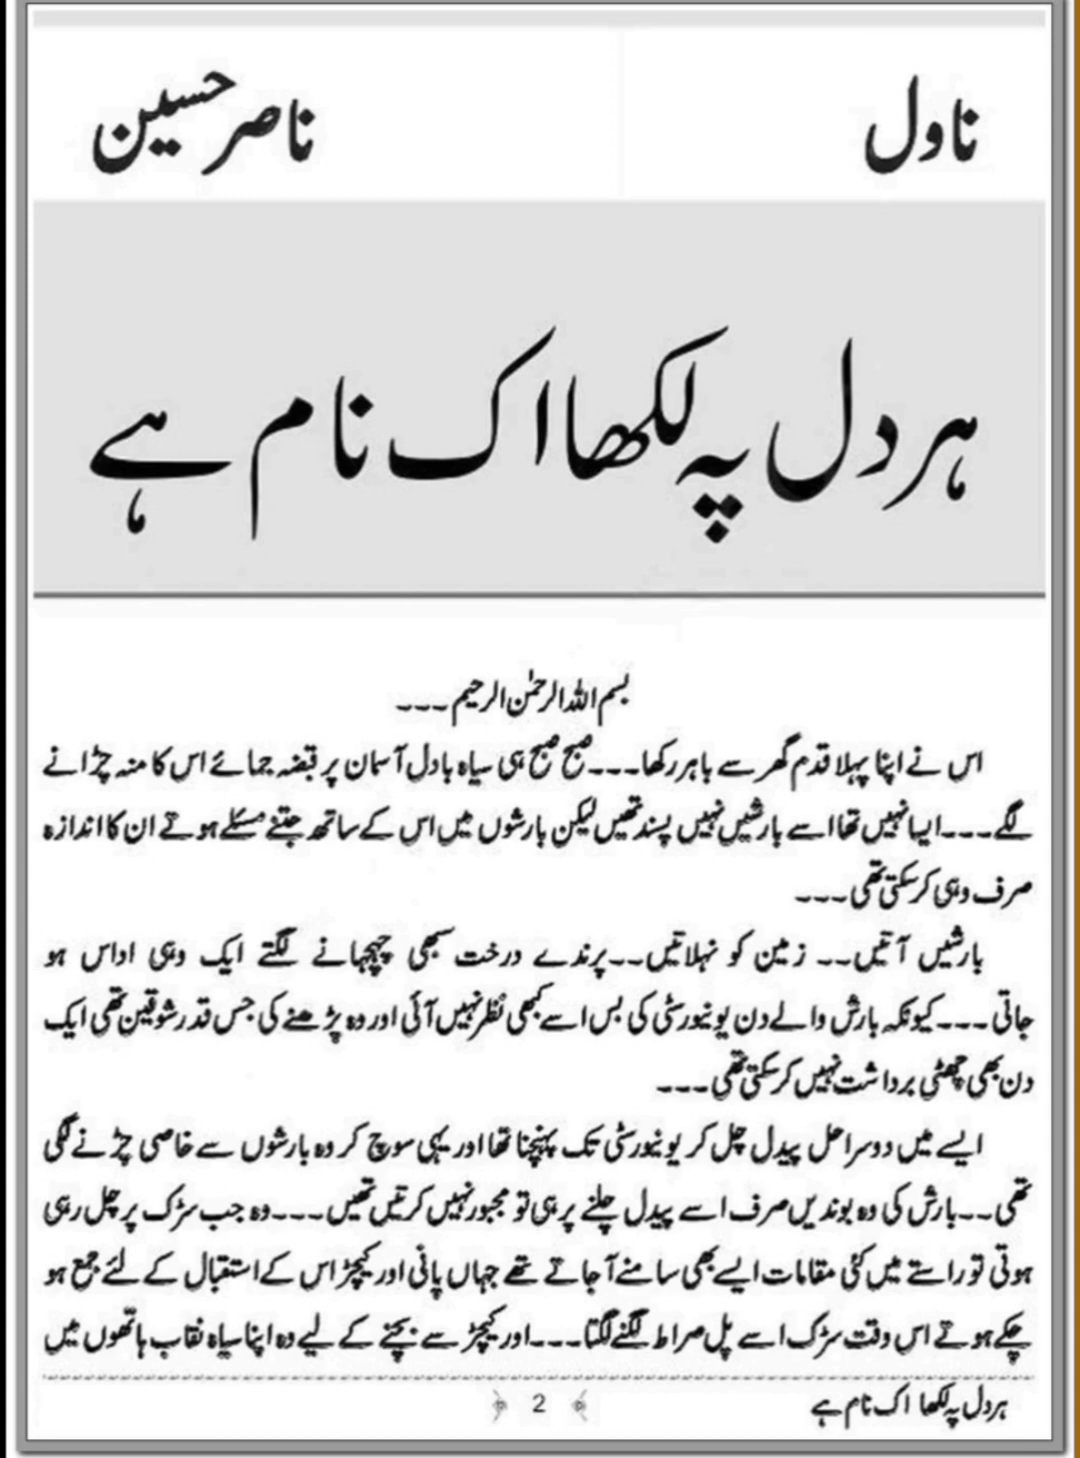 ناول
ناصر حسین
ہر دل پہ لکھا اک نام ہے
بسم اللہ الرحمٰن الرحیم۔۔۔
اس نے اپنا پہلا قدم گھر سے باہر رکھا۔۔۔صبح صبح ہی سیاہ بادل آسمان پر قبضہ جمائے اس کا منہ چڑانے
لگے۔۔۔ایسا نہیں تھا اسے بارشیں نہیں پسند تھیں لیکن بارشوں میں اس کے ساتھ جتنے مسئلے ہوتے ان کا اندازہ
صرف وہی کر سکتی تھی۔۔۔
بارشیں آتیں۔۔ زمین کو نہلاتیں۔۔پرندے درخت سبھی چہچہانے لگتے ایک وہی اداس ہو
جاتی۔۔۔کیونکہ بارش والے دن یونیورسٹی کی بس اسے کبھی نظر نہیں آئی اور وہ پڑھنے کی جس قدر شوقین تھی ایک
دن بھی چھٹی برداشت نہیں کر سکتی تھی۔۔۔
ایسے میں دوسرا حل پیدل چل کر یونیورسٹی تک پہنچنا تھا اور یہی سوچ کر وہ بارشوں سے خاصی چڑنے لگی
تھی۔۔بارش کی وہ بوندیں صرف اسے پیدل چلنے پر ہی تو مجبور نہیں کرتیں تھیں۔۔۔وہ جب سڑک پر چل رہی
ہوتی تو راستے میں کئی مقامات ایسے بھی سامنے آ جاتے تھے جہاں پانی اور کیچڑ اس کے استقبال کے لئے جمع ہو
چکے ہوتے اس وقت سڑک اسے پل صراط لگنے لگتا۔۔۔اور کیچڑ سے بچنے کے لیے وہ اپنا سیاہ نقاب ہاتھوں میں
ہر دل پہ لکھا اک نام ہے
2